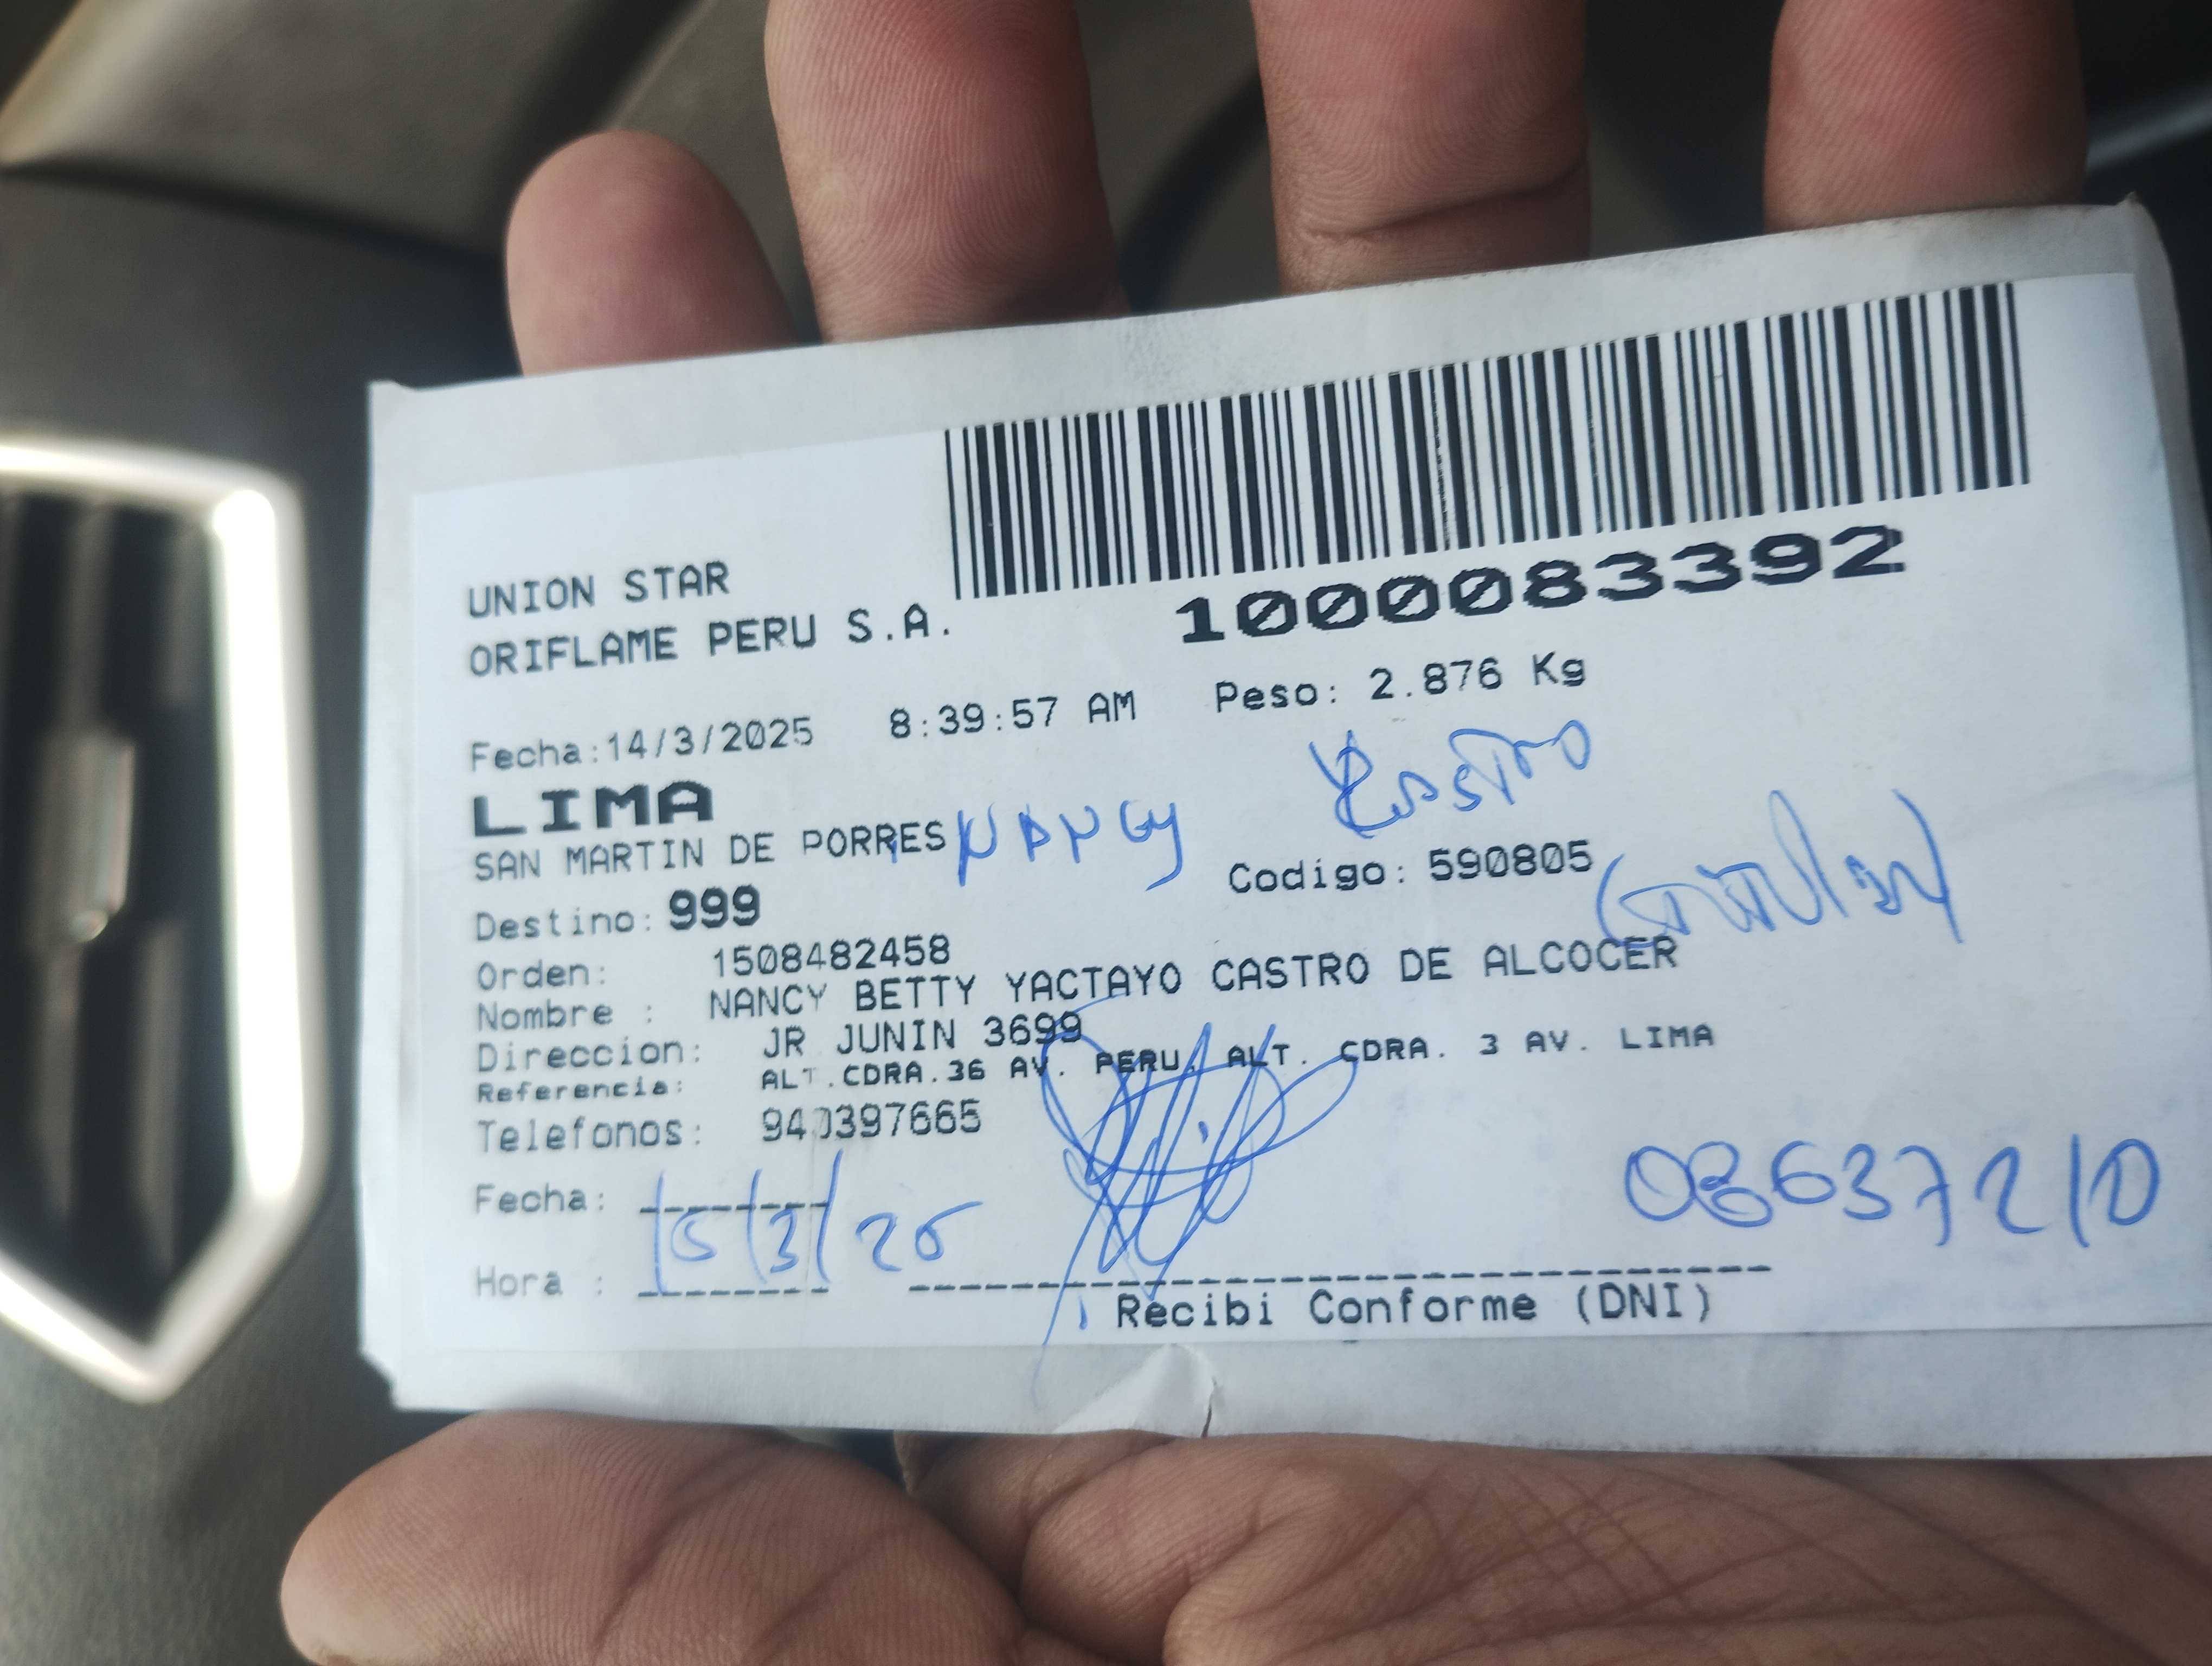 1000083392
UNION STAR
ORIFLAME PERU S.A.
Fecha:14/3/2025 8:39:57 AM Peso: 2.876 Kg
LIMA
SAN MARTIN DE PORRES NANCY
Codigo: 590805
Destino: 999
Orden: 1508482458
Nombre : NANCY BETTY YACTAYO CASTRO DE ALCOCER
Direccion: JR JUNIN 3699
Referencia: ALT.CDRA.36 AV. PERU, ALT. CDRA. 3 AV. LIMA
Telefonos: 940397665
Fecha: 15/3/25
Hora :
Recibi Conforme (DNI)